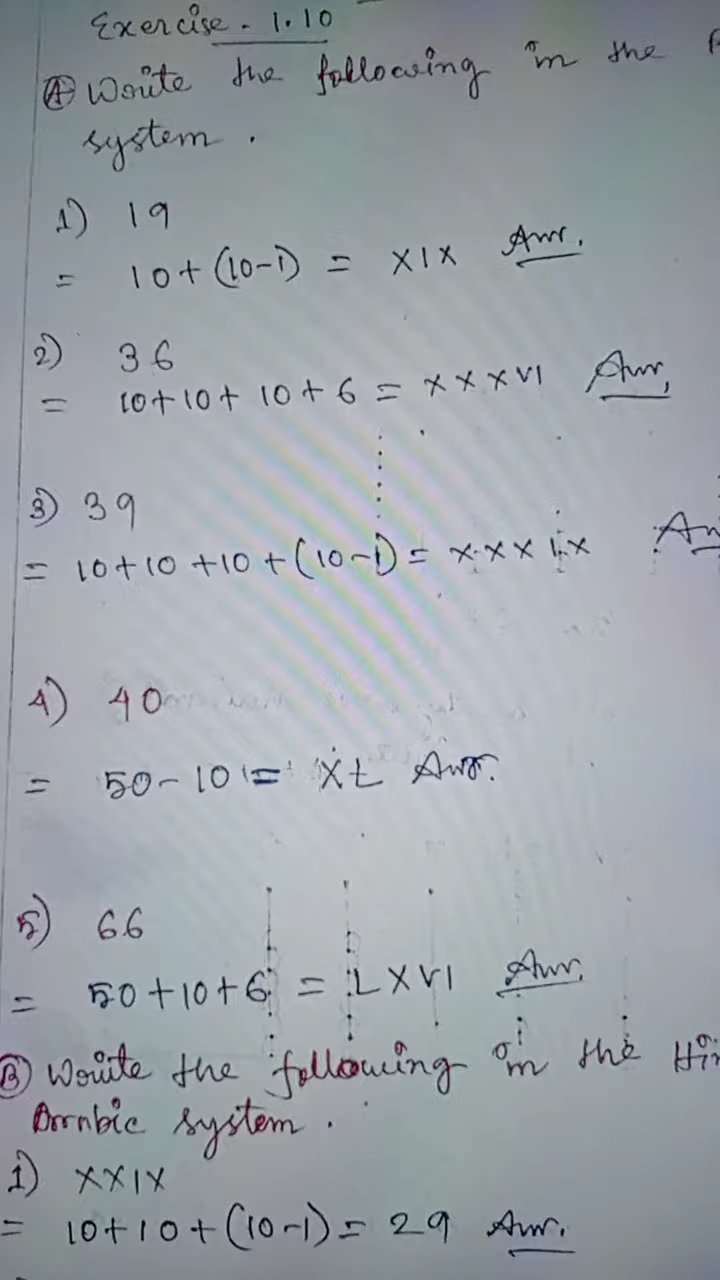 Exercise - 1.10
(A) Write the following in the
system .
1) 19
= 10 + (10-1) = XIX Ans.
2) 36
= 10+10+ 10+6 = XXXVI Ans.
3) 39
= 10+10+10+(10-1) = XXXIX An
4) 40
= 50-10 = XL Ans.
5) 66
= 50+10+6 = LXVI Ans.
(B) Write the following in the Hin
Arabic system .
1) XXIX
= 10+10+(10-1) = 29 Ans.